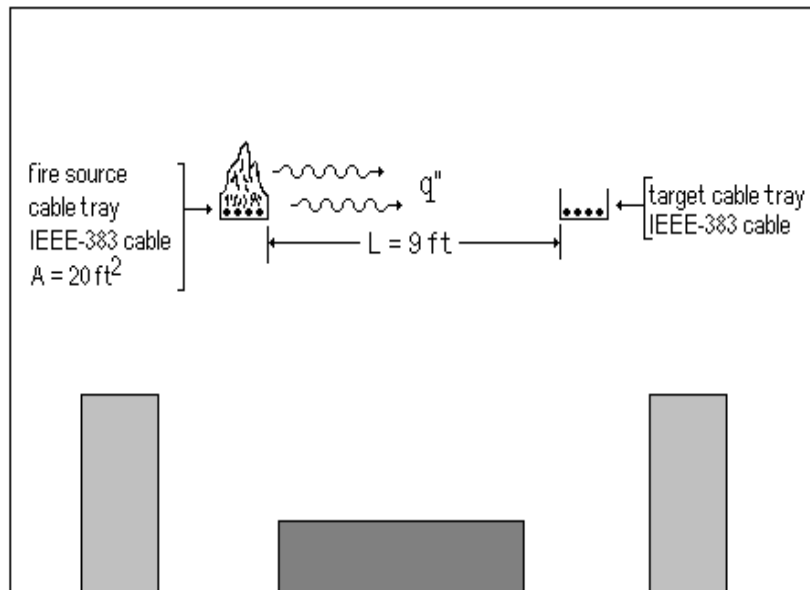 fire source
cable tray
IEEE-383 cable
A = 20 ft²
q"
L = 9 ft
target cable tray
IEEE-383 cable